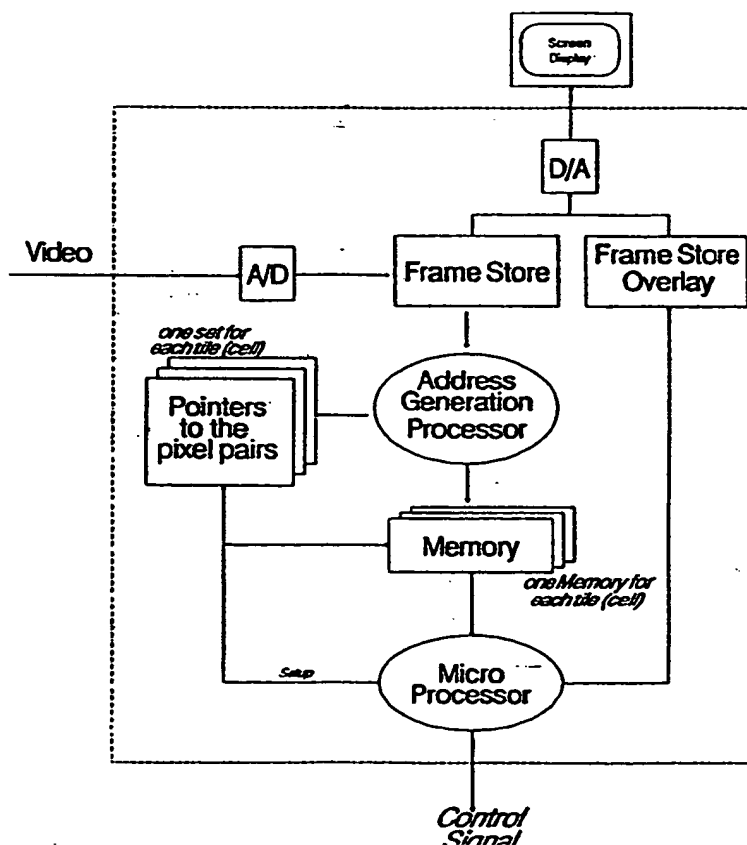 Screen
Display
D/A
Video
A/D
Frame Store
Frame Store
Overlay
one set for
each tile (cell)
Pointers
to the
pixel pairs
Address
Generation
Processor
Memory
one Memory for
each tile (cell)
Setup
Micro
Processor
Control
Signal